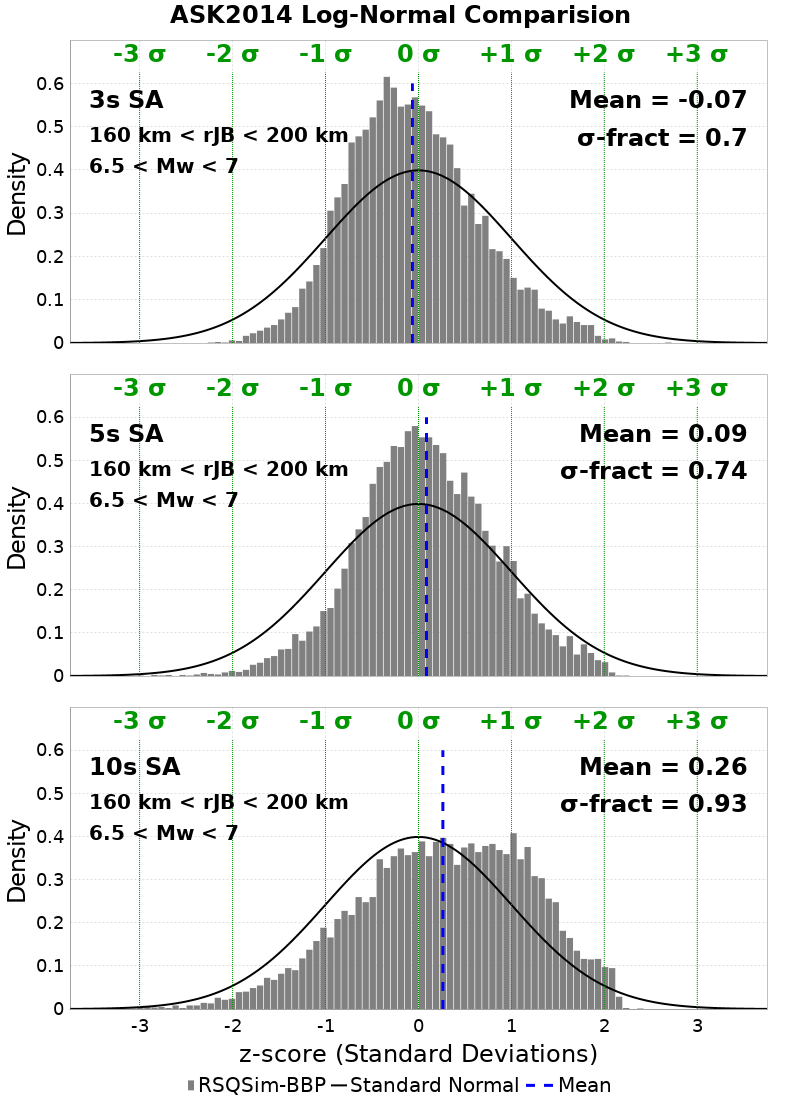 ASK2014 Log-Normal Comparision
-3 σ -2 σ -1 σ 0 σ +1 σ +2 σ +3 σ
3s SA
160 km < rJB < 200 km
6.5 < Mw < 7
Mean = -0.07
σ-fract = 0.7
Density
0.6
0.5
0.4
0.3
0.2
0.1
0
-3 σ -2 σ -1 σ 0 σ +1 σ +2 σ +3 σ
5s SA
160 km < rJB < 200 km
6.5 < Mw < 7
Mean = 0.09
σ-fract = 0.74
Density
0.6
0.5
0.4
0.3
0.2
0.1
0
-3 σ -2 σ -1 σ 0 σ +1 σ +2 σ +3 σ
10s SA
160 km < rJB < 200 km
6.5 < Mw < 7
Mean = 0.26
σ-fract = 0.93
Density
0.6
0.5
0.4
0.3
0.2
0.1
0
-3 -2 -1 0 1 2 3
z-score (Standard Deviations)
RSQSim-BBP Standard Normal Mean